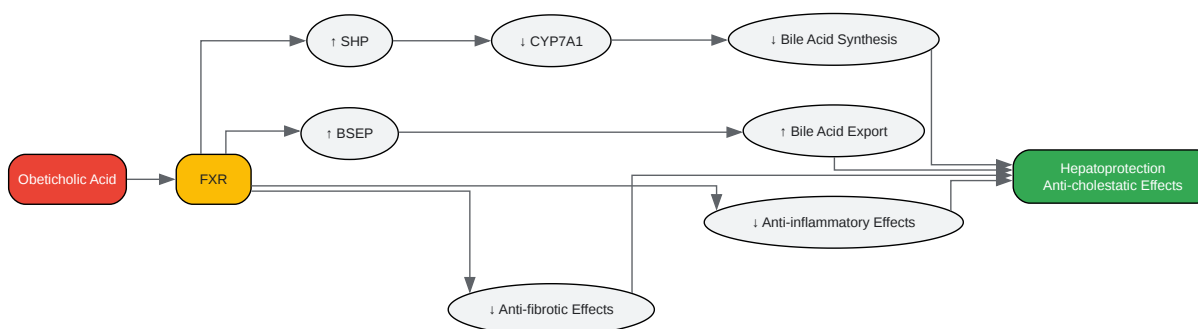 ↑ SHP
↓ CYP7A1
↓ Bile Acid Synthesis
↑ BSEP
↑ Bile Acid Export
Obeticholic Acid
FXR
Hepatoprotection
Anti-cholestatic Effects
↓ Anti-inflammatory Effects
↓ Anti-fibrotic Effects